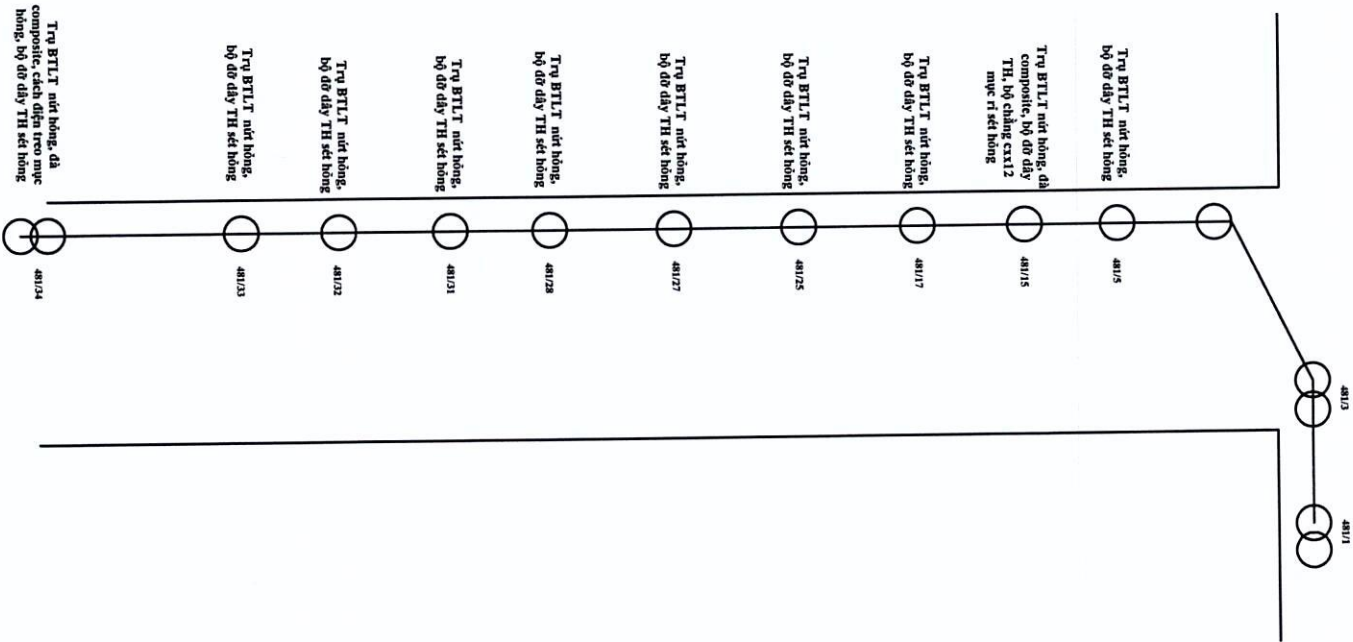 Trụ BTLT nứt hỏng, đà
composite, cách điện treo mục
hỏng, bộ đỡ dây TH sét hỏng
481/34
Trụ BTLT nứt hỏng,
bộ đỡ dây TH sét hỏng
481/33
Trụ BTLT nứt hỏng,
bộ đỡ dây TH sét hỏng
481/32
Trụ BTLT nứt hỏng,
bộ đỡ dây TH sét hỏng
481/31
Trụ BTLT nứt hỏng,
bộ đỡ dây TH sét hỏng
481/28
Trụ BTLT nứt hỏng,
bộ đỡ dây TH sét hỏng
481/27
Trụ BTLT nứt hỏng,
bộ đỡ dây TH sét hỏng
481/25
Trụ BTLT nứt hỏng,
bộ đỡ dây TH sét hỏng
481/17
Trụ BTLT nứt hỏng, đà
composite, bộ đỡ dây
TH, bộ chằng cxx12
mục rỉ sét hỏng
481/15
Trụ BTLT nứt hỏng,
bộ đỡ dây TH sét hỏng
481/5
481/3
481/1